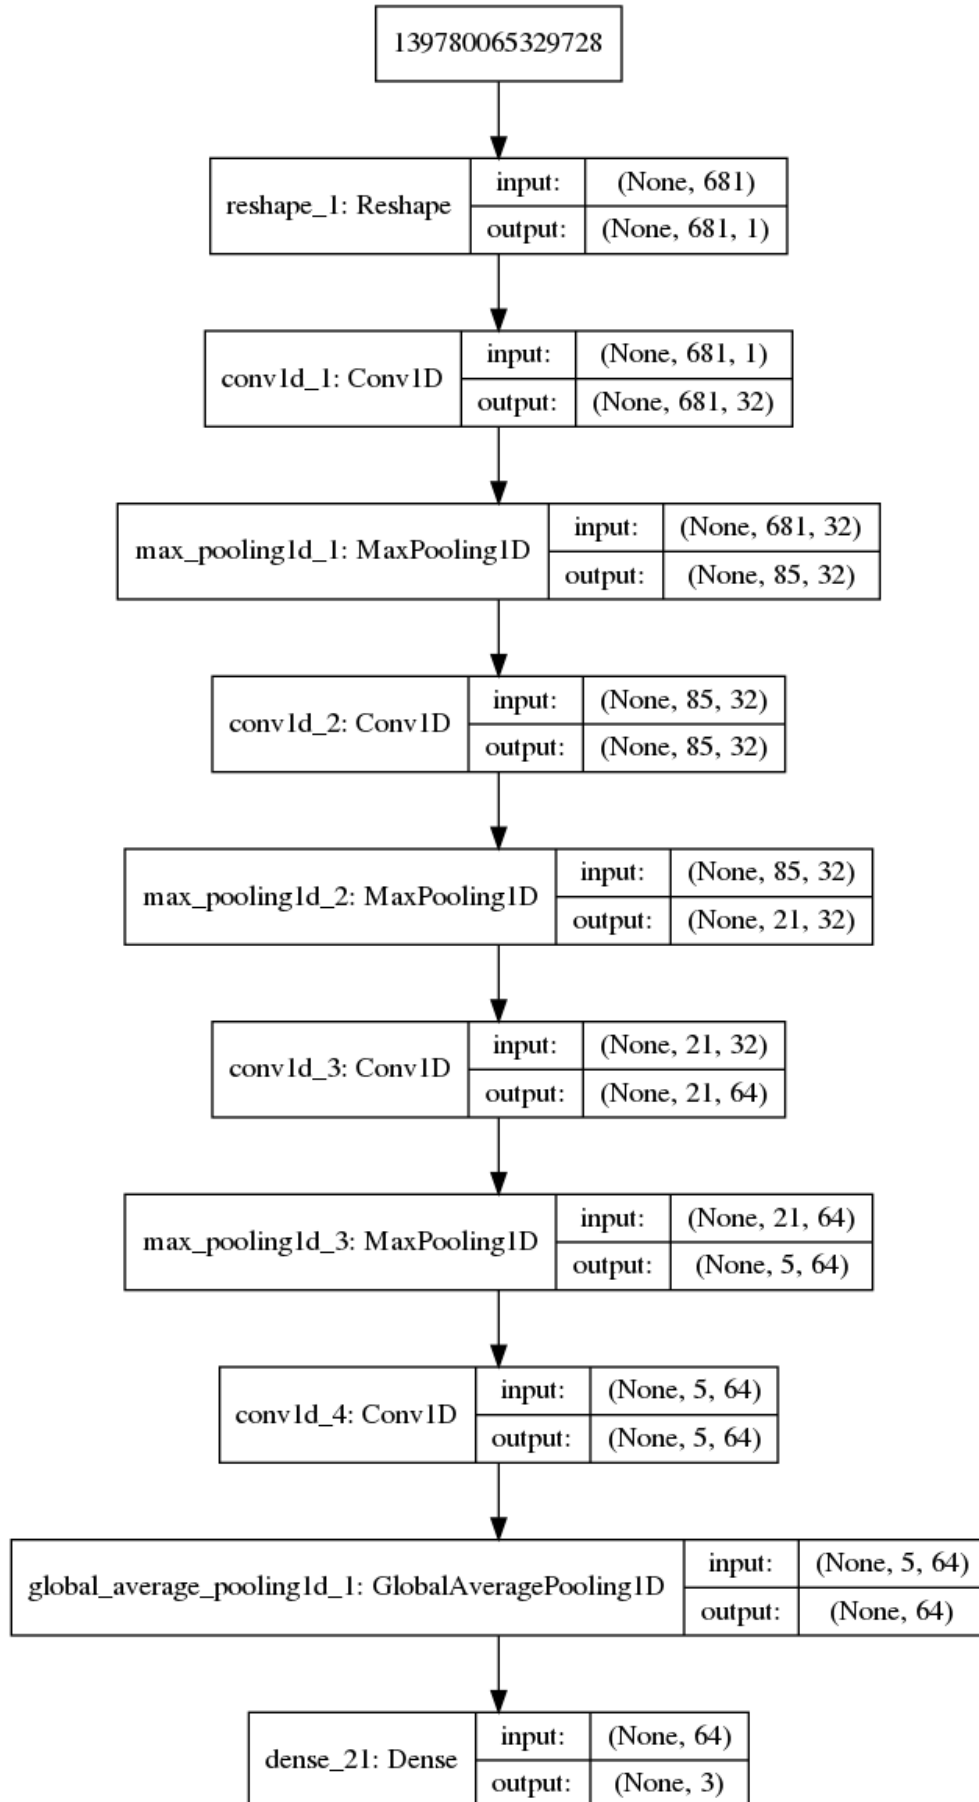 139780065329728
reshape_1: Reshape
input: (None, 681)
output: (None, 681, 1)
conv1d_1: Conv1D
input: (None, 681, 1)
output: (None, 681, 32)
max_pooling1d_1: MaxPooling1D
input: (None, 681, 32)
output: (None, 85, 32)
conv1d_2: Conv1D
input: (None, 85, 32)
output: (None, 85, 32)
max_pooling1d_2: MaxPooling1D
input: (None, 85, 32)
output: (None, 21, 32)
conv1d_3: Conv1D
input: (None, 21, 32)
output: (None, 21, 64)
max_pooling1d_3: MaxPooling1D
input: (None, 21, 64)
output: (None, 5, 64)
conv1d_4: Conv1D
input: (None, 5, 64)
output: (None, 5, 64)
global_average_pooling1d_1: GlobalAveragePooling1D
input: (None, 5, 64)
output: (None, 64)
dense_21: Dense
input: (None, 64)
output: (None, 3)